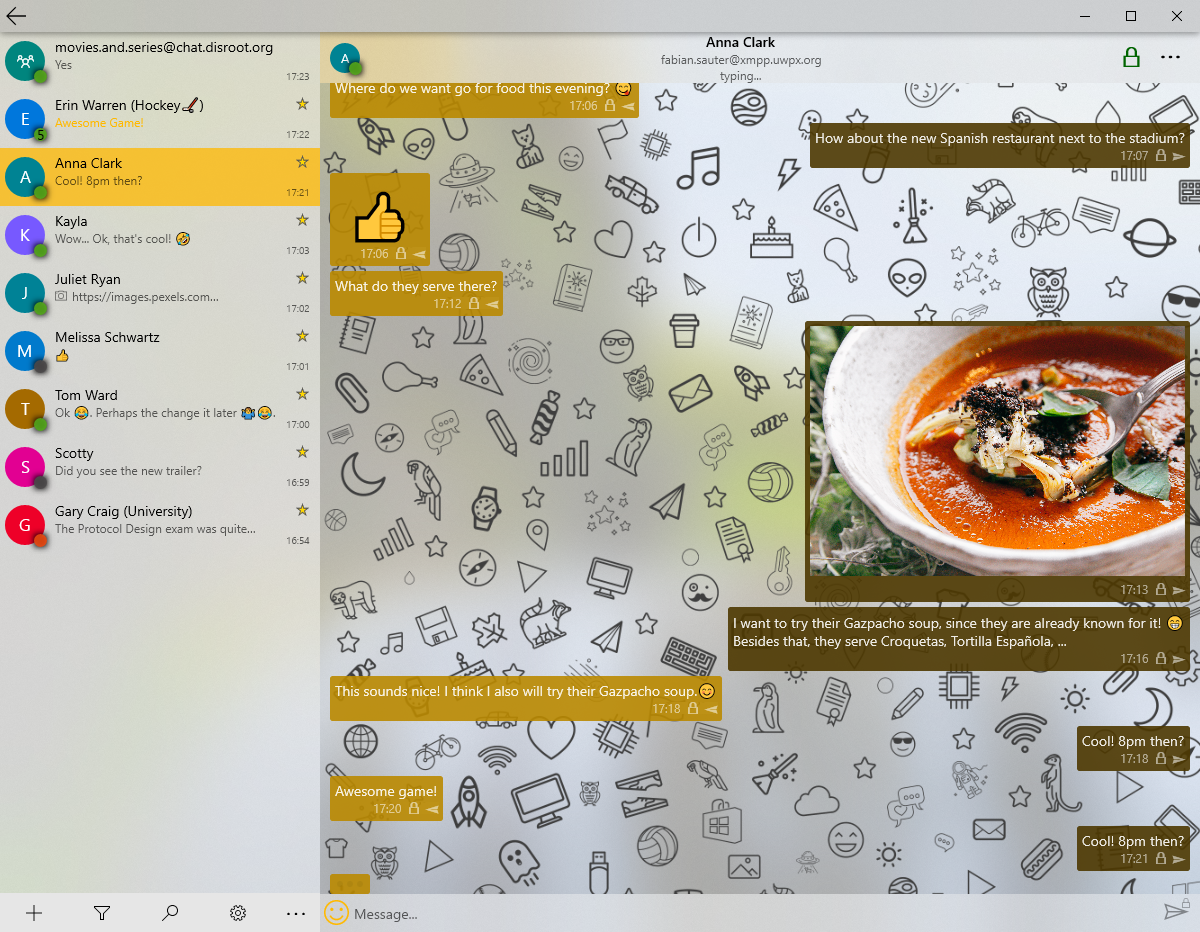 movies.and.series@chat.disroot.org
Yes
17:23
E
Erin Warren (Hockey🏒)
Awesome Game!
5
17:22
A
Anna Clark
Cool! 8pm then?
17:21
K
Kayla
Wow... Ok, that's cool! 🤣
17:03
J
Juliet Ryan
https://images.pexels.com...
17:02
M
Melissa Schwartz
👍
17:01
T
Tom Ward
Ok 😂. Perhaps the change it later 🤷😂.
17:00
S
Scotty
Did you see the new trailer?
16:59
G
Gary Craig (University)
The Protocol Design exam was quite...
16:54
A
Anna Clark
fabian.sauter@xmpp.uwpx.org
typing...
Where do we want go for food this evening? 😋
17:06
How about the new Spanish restaurant next to the stadium?
17:07
👍
17:06
What do they serve there?
17:12
17:13
I want to try their Gazpacho soup, since they are already known for it! 😁
Besides that, they serve Croquetas, Tortilla Española, ...
17:16
This sounds nice! I think I also will try their Gazpacho soup.😋
17:18
Cool! 8pm then?
17:18
Awesome game!
17:20
Cool! 8pm then?
17:21
Message...